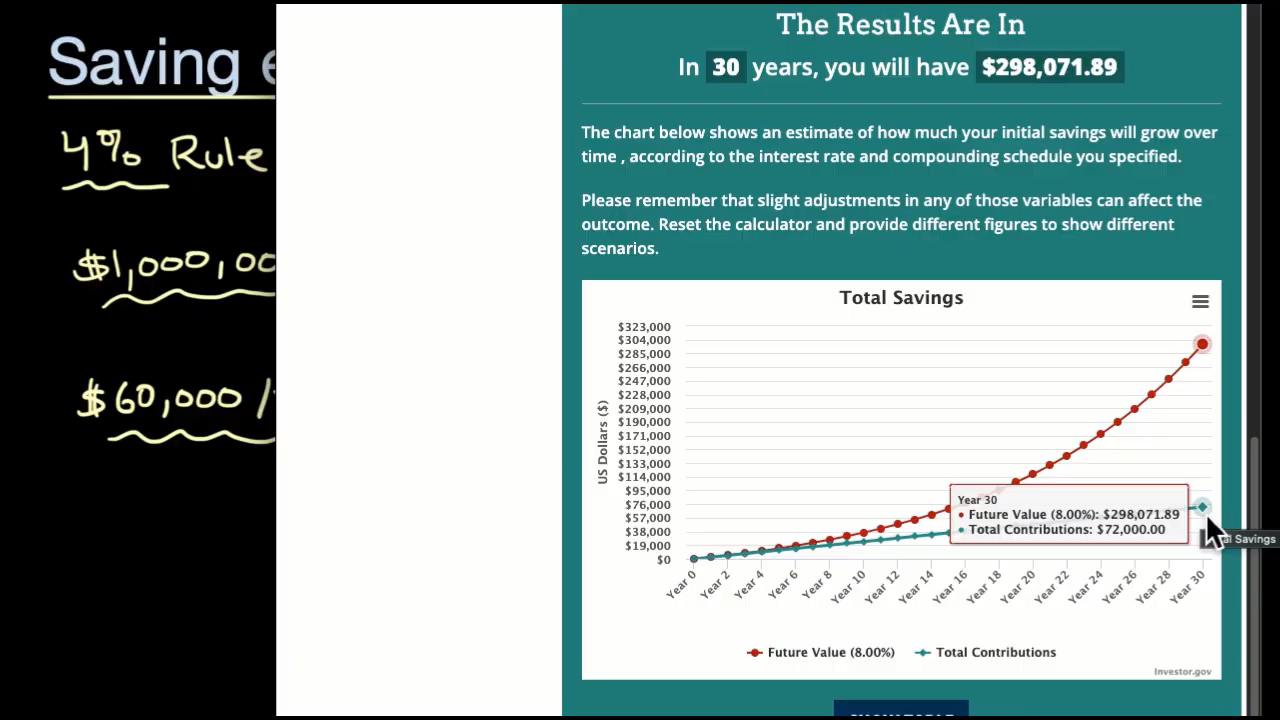 Saving
4% Rule
$1,000,00
$60,000 /
The Results Are In
In 30 years, you will have $298,071.89
The chart below shows an estimate of how much your initial savings will grow over
time , according to the interest rate and compounding schedule you specified.
Please remember that slight adjustments in any of those variables can affect the
outcome. Reset the calculator and provide different figures to show different
scenarios.
Total Savings
US Dollars ($)
$323,000
$304,000
$285,000
$266,000
$247,000
$228,000
$209,000
$190,000
$171,000
$152,000
$133,000
$114,000
$95,000
$76,000
$57,000
$38,000
$19,000
$0
Year 30
Future Value (8.00%): $298,071.89
Total Contributions: $72,000.00
al Savings
Year 0
Year 2
Year 4
Year 6
Year 8
Year 10
Year 12
Year 14
Year 16
Year 18
Year 20
Year 22
Year 24
Year 26
Year 28
Year 30
Future Value (8.00%)
Total Contributions
Investor.gov